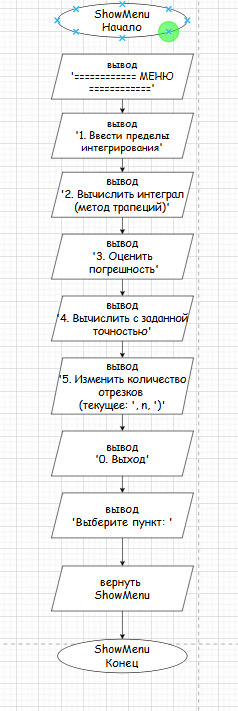 ShowMenu
Начало
вывод
'============ МЕНЮ
============'
вывод
'1. Ввести пределы
интегрирования'
вывод
'2. Вычислить интеграл
(метод трапеций)'
вывод
'3. Оценить
погрешность'
вывод
'4. Вычислить с заданной
точностью'
вывод
'5. Изменить количество
отрезков
(текущее: ', n, ')'
вывод
'0. Выход'
вывод
'Выберите пункт: '
вернуть
ShowMenu
ShowMenu
Конец